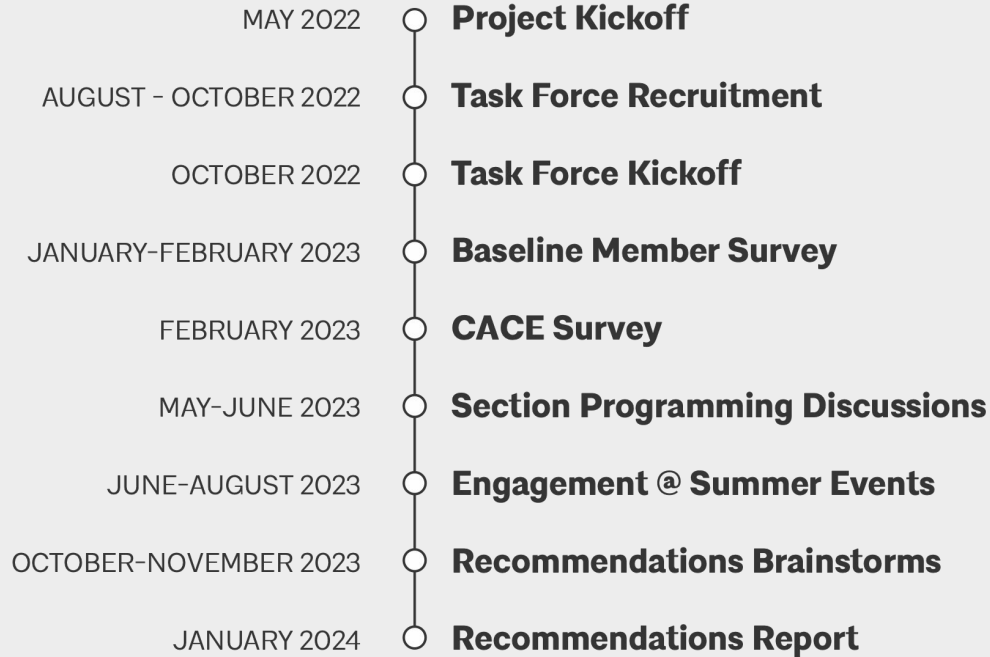 MAY 2022 Project Kickoff
AUGUST - OCTOBER 2022 Task Force Recruitment
OCTOBER 2022 Task Force Kickoff
JANUARY-FEBRUARY 2023 Baseline Member Survey
FEBRUARY 2023 CACE Survey
MAY-JUNE 2023 Section Programming Discussions
JUNE-AUGUST 2023 Engagement @ Summer Events
OCTOBER-NOVEMBER 2023 Recommendations Brainstorms
JANUARY 2024 Recommendations Report